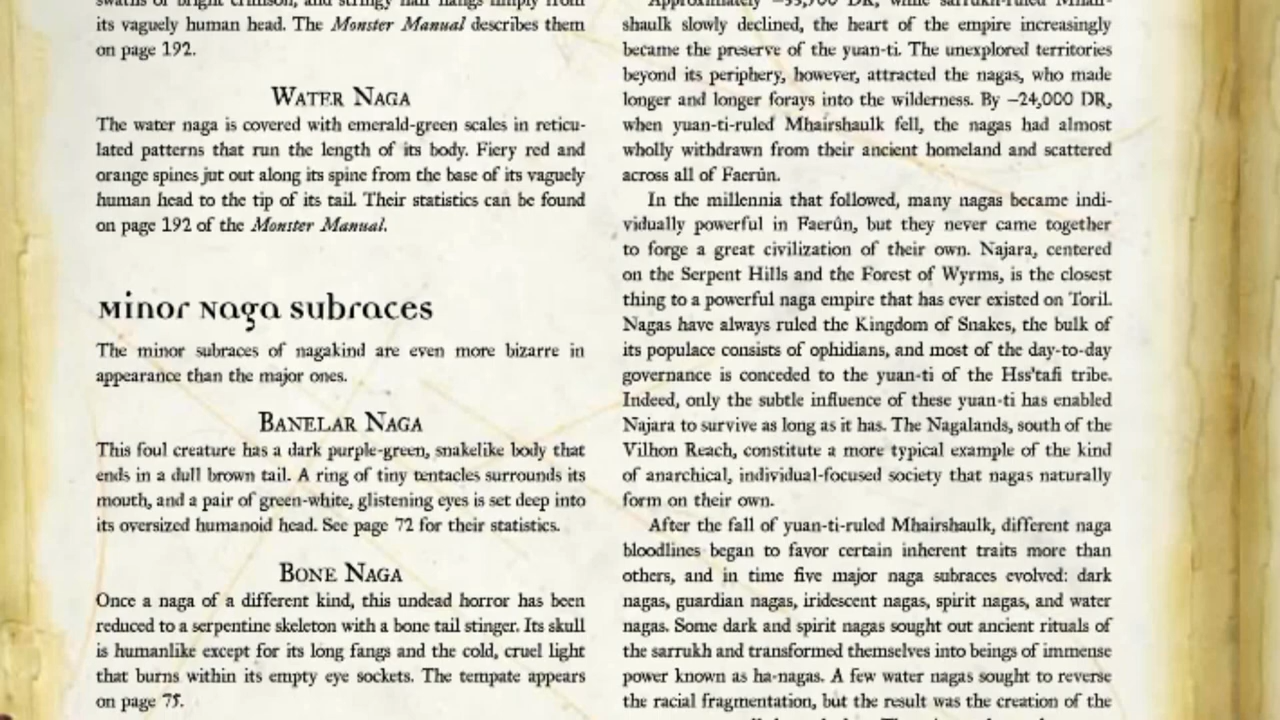 swaths of bright crimson, and stringy hair hangs limply from
its vaguely human head. The Monster Manual describes them
on page 192.
Water Naga
The water naga is covered with emerald-green scales in reticu-
lated patterns that run the length of its body. Fiery red and
orange spines jut out along its spine from the base of its vaguely
human head to the tip of its tail. Their statistics can be found
on page 192 of the Monster Manual.
Minor Naga Subraces
The minor subraces of nagakind are even more bizarre in
appearance than the major ones.
Banelar Naga
This foul creature has a dark purple-green, snakelike body that
ends in a dull brown tail. A ring of tiny tentacles surrounds its
mouth, and a pair of green-white, glistening eyes is set deep into
its oversized humanoid head. See page 72 for their statistics.
Bone Naga
Once a naga of a different kind, this undead horror has been
reduced to a serpentine skeleton with a bone tail stinger. Its skull
is humanlike except for its long fangs and the cold, cruel light
that burns within its empty eye sockets. The tempate appears
on page 75.
shaulk slowly declined, the heart of the empire increasingly
became the preserve of the yuan-ti. The unexplored territories
beyond its periphery, however, attracted the nagas, who made
longer and longer forays into the wilderness. By –24,000 DR,
when yuan-ti-ruled Mhairshaulk fell, the nagas had almost
wholly withdrawn from their ancient homeland and scattered
across all of Faerûn.
In the millennia that followed, many nagas became indi-
vidually powerful in Faerûn, but they never came together
to forge a great civilization of their own. Najara, centered
on the Serpent Hills and the Forest of Wyrms, is the closest
thing to a powerful naga empire that has ever existed on Toril.
Nagas have always ruled the Kingdom of Snakes, the bulk of
its populace consists of ophidians, and most of the day-to-day
governance is conceded to the yuan-ti of the Hss'tafi tribe.
Indeed, only the subtle influence of these yuan-ti has enabled
Najara to survive as long as it has. The Nagalands, south of the
Vilhon Reach, constitute a more typical example of the kind
of anarchical, individual-focused society that nagas naturally
form on their own.
After the fall of yuan-ti-ruled Mhairshaulk, different naga
bloodlines began to favor certain inherent traits more than
others, and in time five major naga subraces evolved: dark
nagas, guardian nagas, iridescent nagas, spirit nagas, and water
nagas. Some dark and spirit nagas sought out ancient rituals of
the sarrukh and transformed themselves into beings of immense
power known as ha-nagas. A few water nagas sought to reverse
the racial fragmentation, but the result was the creation of the